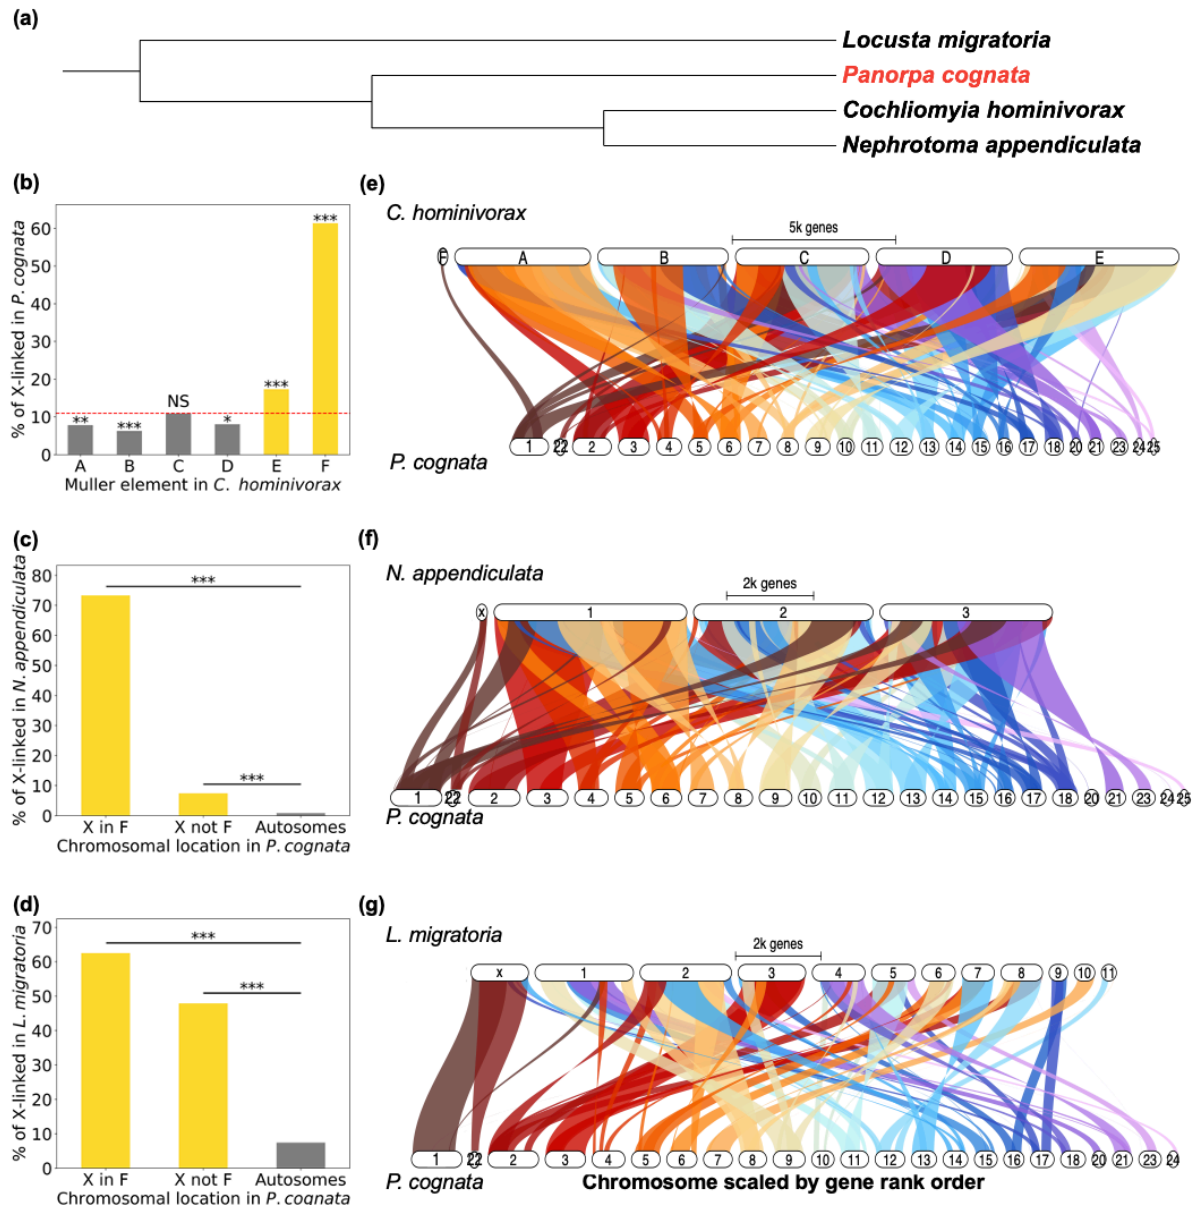 (a)
Locusta migratoria
Panorpa cognata
Cochliomyia hominivorax
Nephrotoma appendiculata
(b)
% of X-linked in P. cognata
60
50
40
30
20
10
0
** *** NS * *** ***
A B C D E F
Muller element in C. hominivorax
(e)
C. hominivorax
5k genes
F A B C D E
1 22 2 3 4 5 6 7 8 9 10 11 12 13 14 15 16 17 18 20 21 23 24 25
P. cognata
(c)
% of X-linked in N. appendiculata
80
70
60
50
40
30
20
10
0
***
***
X in F X not F Autosomes
Chromosomal location in P. cognata
(f)
N. appendiculata
2k genes
x 1 2 3
1 22 2 3 4 5 6 7 8 9 10 11 12 13 14 15 16 17 18 20 21 23 24 25
P. cognata
(d)
% of X-linked in L. migratoria
70
60
50
40
30
20
10
0
***
***
X in F X not F Autosomes
Chromosomal location in P. cognata
(g)
L. migratoria
2k genes
x 1 2 3 4 5 6 7 8 9 10 11
1 22 2 3 4 5 6 7 8 9 10 11 12 13 14 15 16 17 18 20 21 23 24
P. cognata
Chromosome scaled by gene rank order